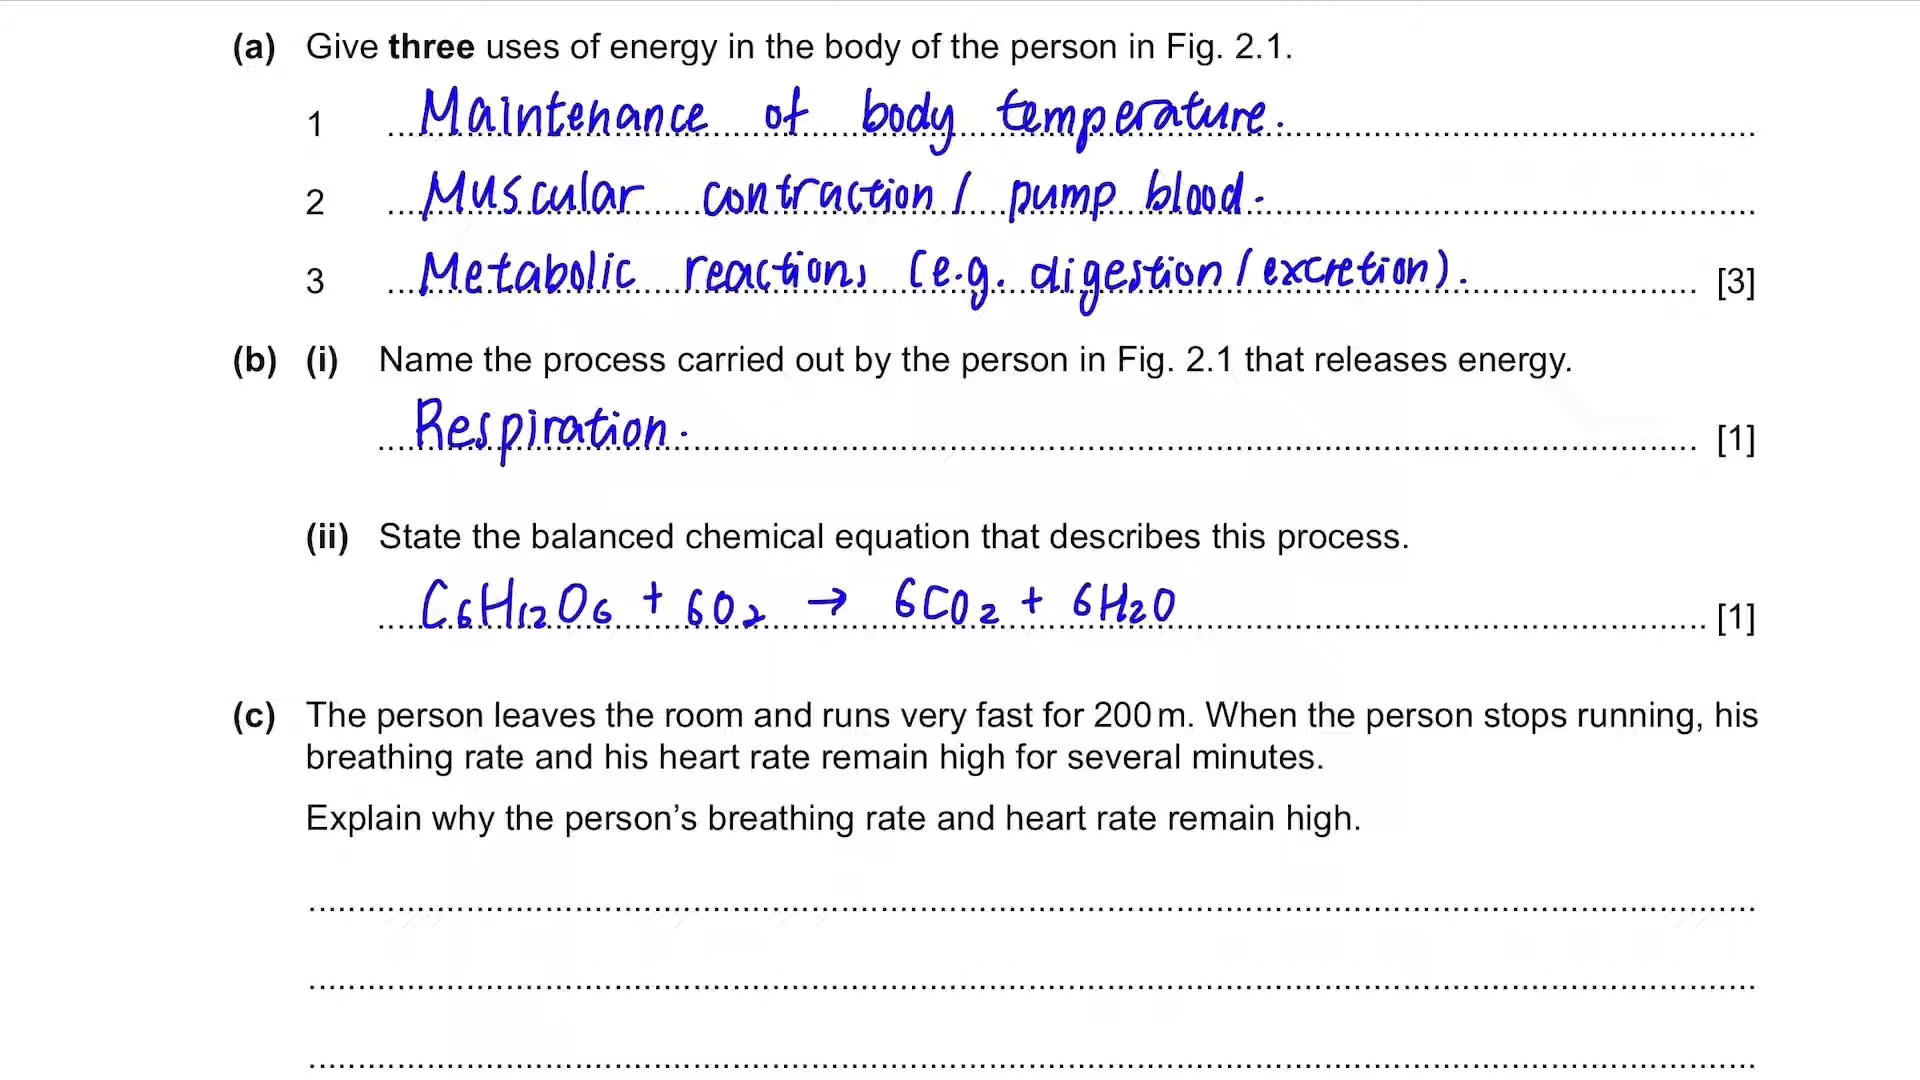 (a) Give three uses of energy in the body of the person in Fig. 2.1.
1 Maintenance of body temperature.
2 Muscular contraction / pump blood.
3 Metabolic reactions (e.g. digestion / excretion). [3]
(b) (i) Name the process carried out by the person in Fig. 2.1 that releases energy.
Respiration. [1]
(ii) State the balanced chemical equation that describes this process.
C₆H₁₂O₆ + 6O₂ → 6CO₂ + 6H₂O [1]
(c) The person leaves the room and runs very fast for 200 m. When the person stops running, his
breathing rate and his heart rate remain high for several minutes.
Explain why the person's breathing rate and heart rate remain high.